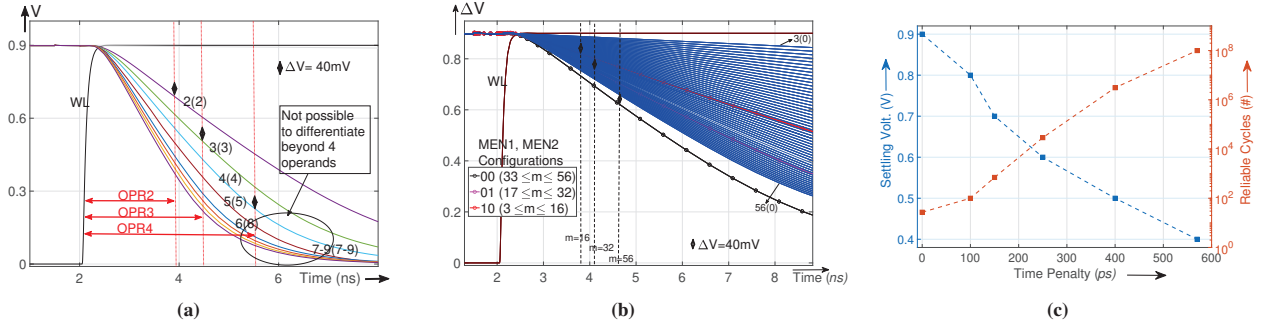 V
0.9
0.6
0.3
0
ΔV= 40mV
WL
2(2)
Not possible
to differentiate
beyond 4
operands
3(3)
4(4)
5(5)
6(6)
7-9(7-9)
OPR2
OPR3
OPR4
2 4 6
Time (ns)
(a)
ΔV
0.9
0.6
0.4
0.2
0
3(0)
WL
MEN1, MEN2
Configurations
00 (33 ≤m≤ 56)
01 (17 ≤m≤ 32)
10 (3 ≤m≤ 16)
56(0)
m=16
m=32
m=56
ΔV=40mV
2 3 4 5 6 7 8
Time (ns)
(b)
Settling Volt. (V)
0.9
0.8
0.7
0.6
0.5
0.4
Reliable Cycles (#)
10^8
10^6
10^4
10^2
10^0
0 100 200 300 400 500 600
Time Penalty (ps)
(c)